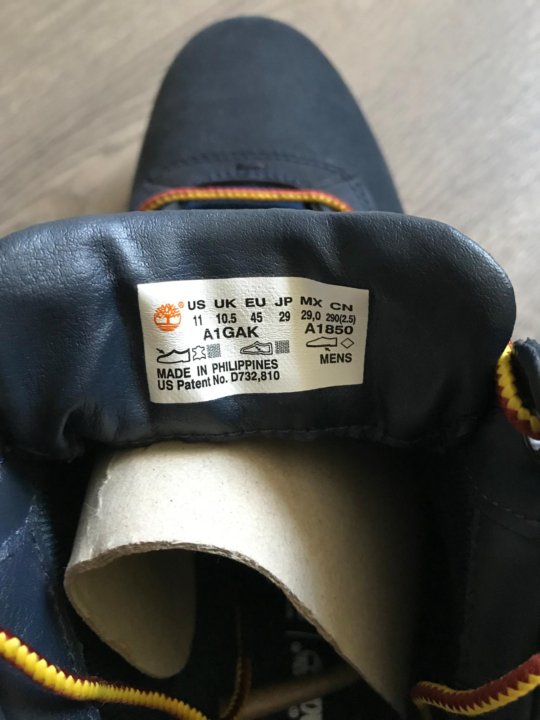 US UK EU JP MX CN
11 10.5 45 29 29,0 290(2.5)
A1GAK A1850
MENS
MADE IN PHILIPPINES
US Patent No. D732,810